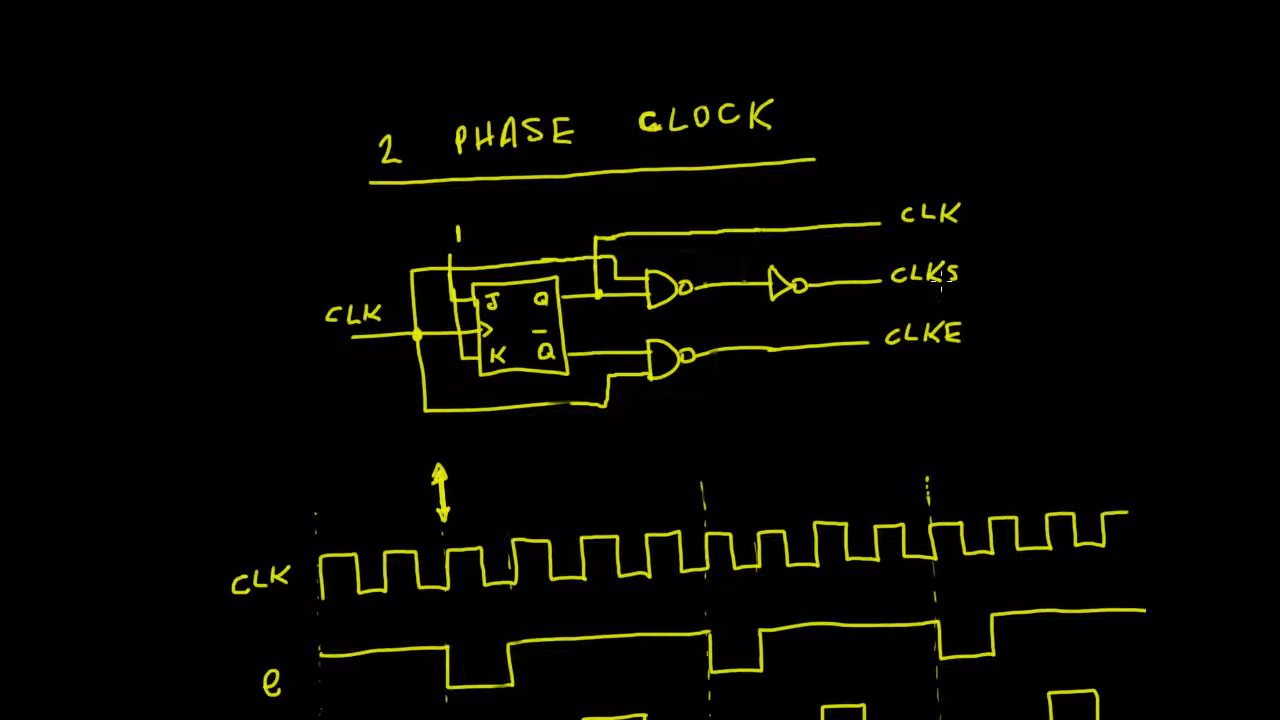 2 PHASE CLOCK
CLK
1
CLKS
CLK
J Q
CLKE
K Q̅
CLK
e